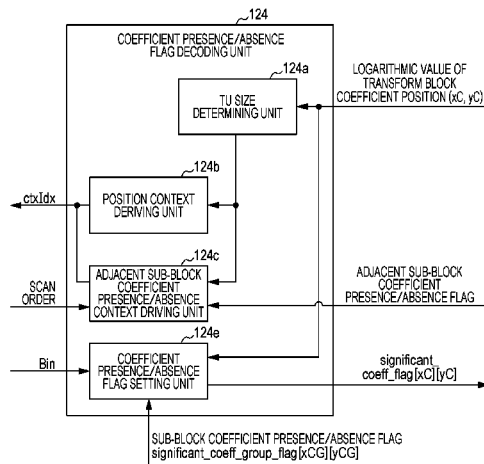 124
COEFFICIENT PRESENCE/ABSENCE
FLAG DECODING UNIT
124a
TU SIZE
DETERMINING UNIT
LOGARITHMIC VALUE OF
TRANSFORM BLOCK
COEFFICIENT POSITION (xC, yC)
124b
ctxIdx
POSITION CONTEXT
DERIVING UNIT
124c
SCAN
ORDER
ADJACENT SUB-BLOCK
COEFFICIENT
PRESENCE/ABSENCE
CONTEXT DRIVING UNIT
ADJACENT SUB-BLOCK
COEFFICIENT
PRESENCE/ABSENCE FLAG
124e
Bin
COEFFICIENT
PRESENCE/ABSENCE
FLAG SETTING UNIT
significant_
coeff_flag[xC][yC]
SUB-BLOCK COEFFICIENT PRESENCE/ABSENCE FLAG
significant_coeff_group_flag[xCG][yCG]